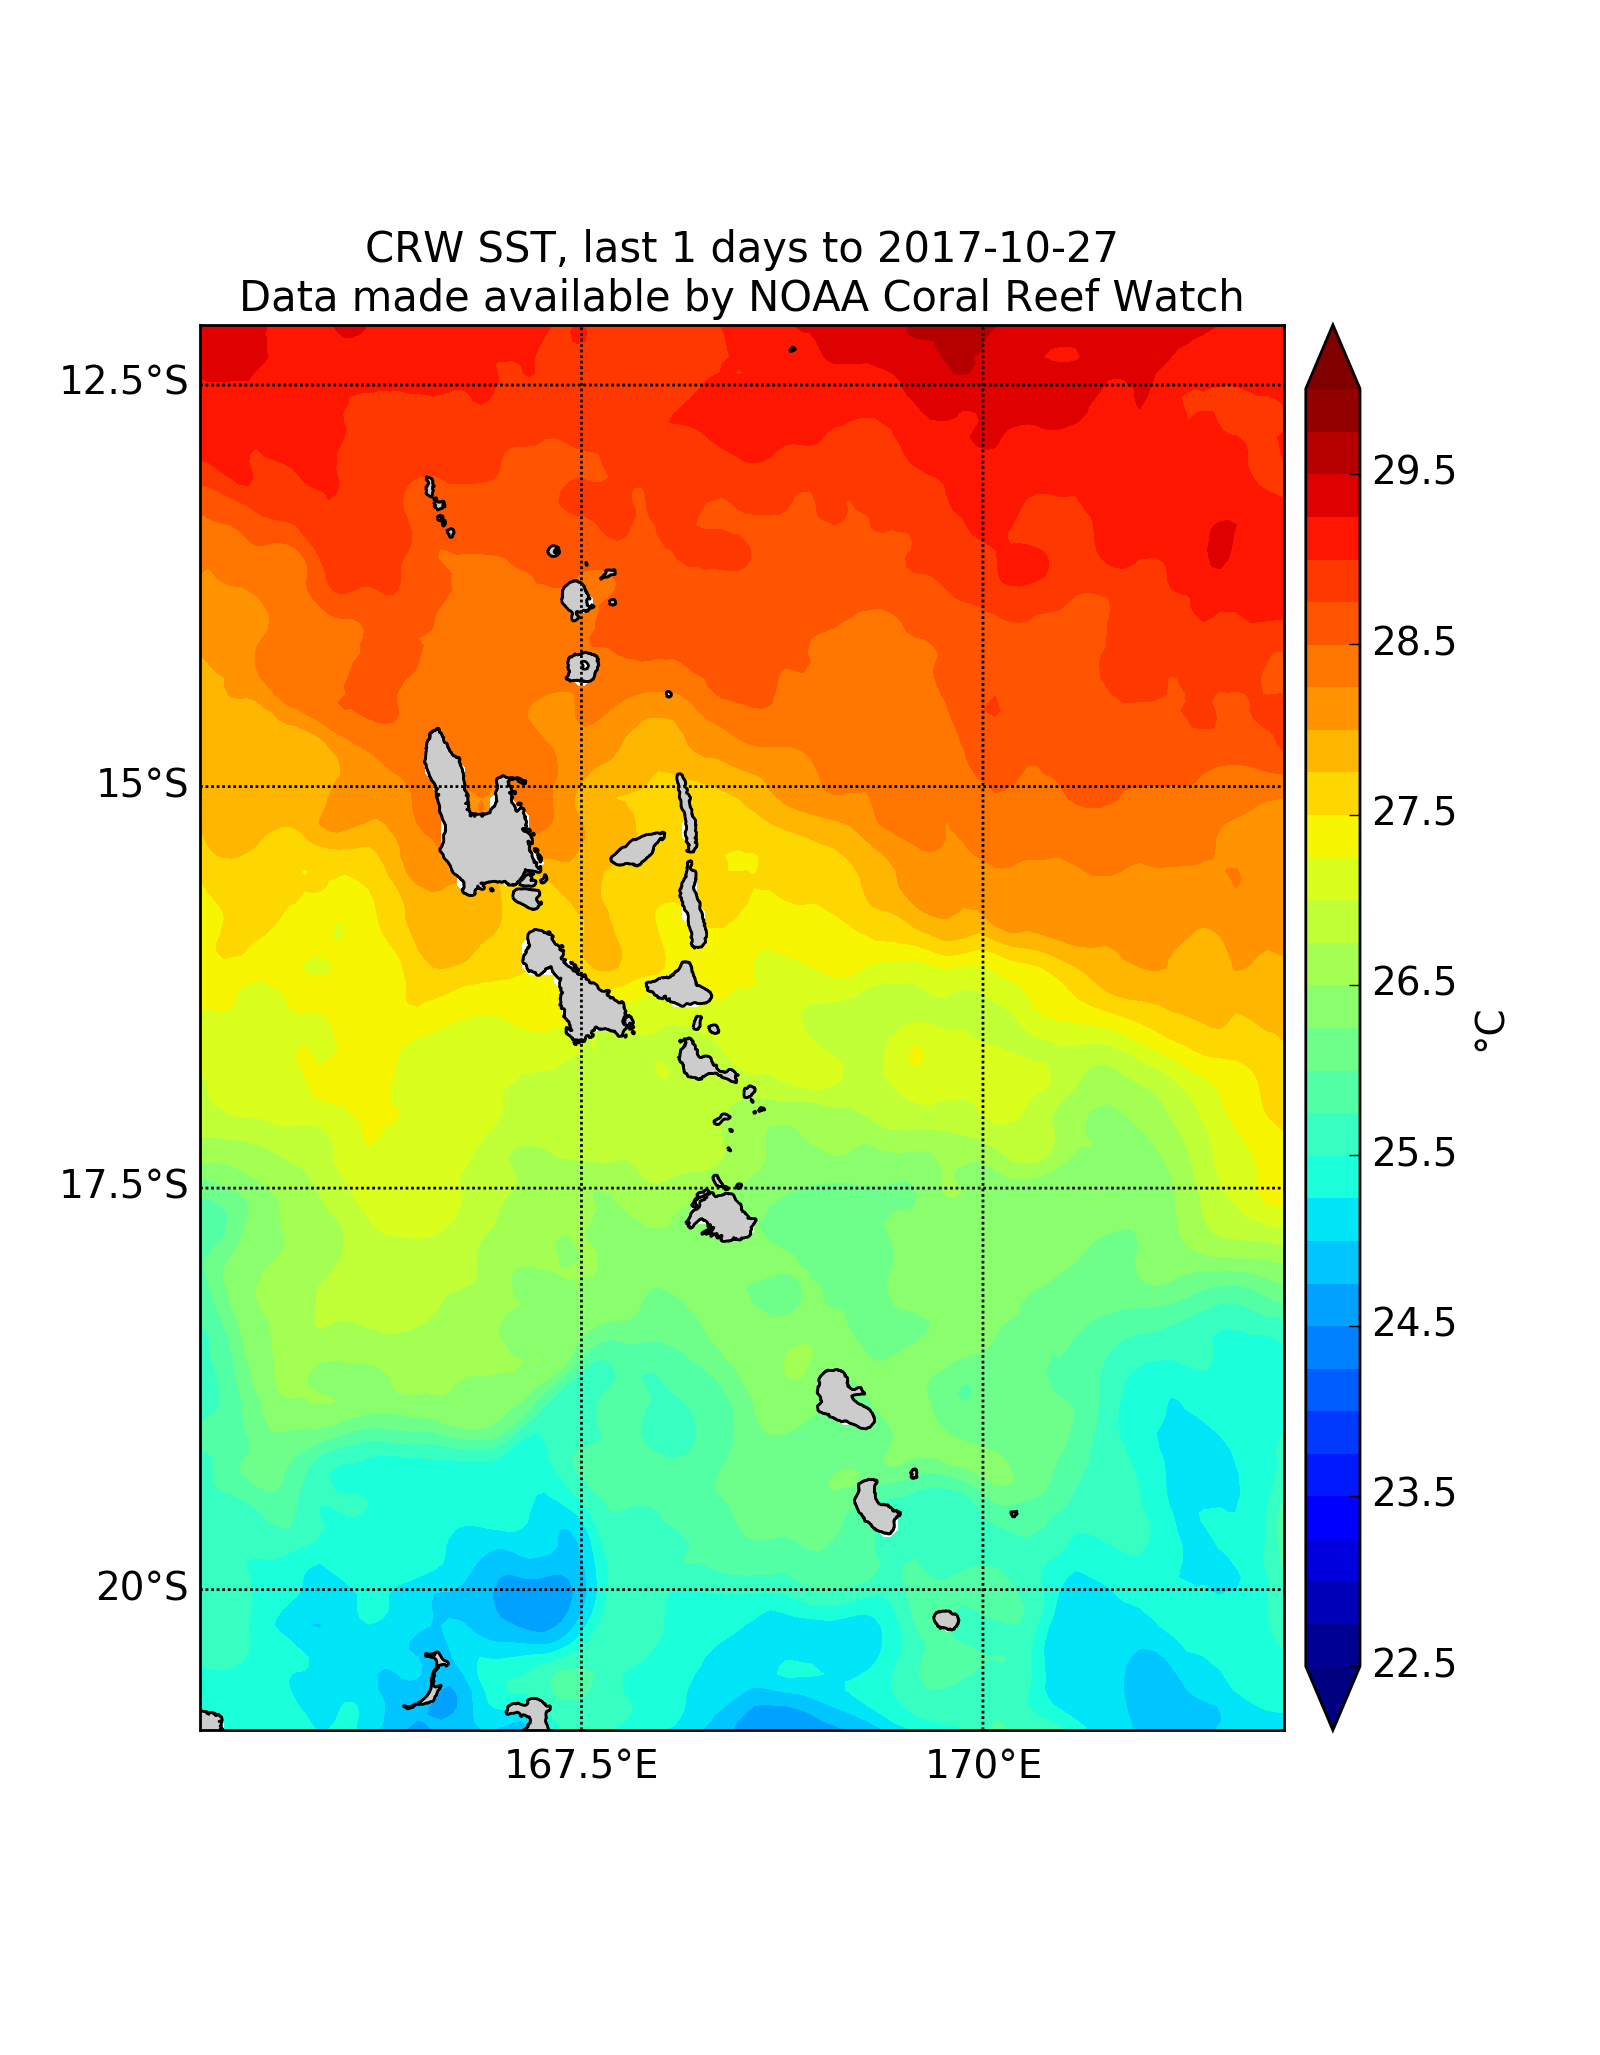 CRW SST, last 1 days to 2017-10-27
Data made available by NOAA Coral Reef Watch
12.5°S
15°S
17.5°S
20°S
167.5°E
170°E
29.5
28.5
27.5
26.5
25.5
24.5
23.5
22.5
°C